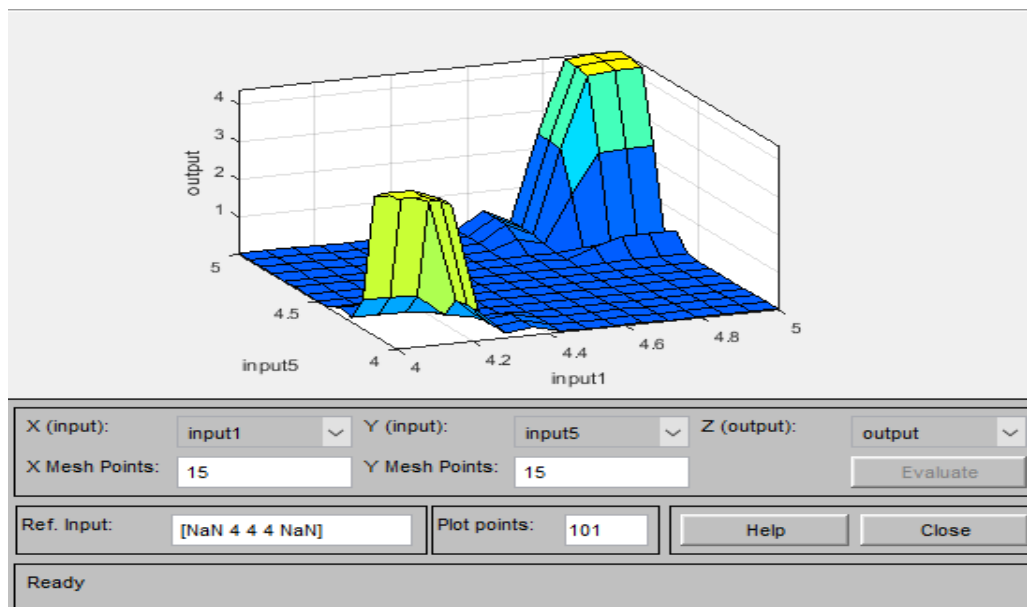 4
3
2
1
output
5
4.5
4
input5
4
4.2
4.4
4.6
4.8
5
input1
X (input): input1 Y (input): input5 Z (output): output
X Mesh Points: 15 Y Mesh Points: 15 Evaluate
Ref. Input: [NaN 4 4 4 NaN] Plot points: 101 Help Close
Ready